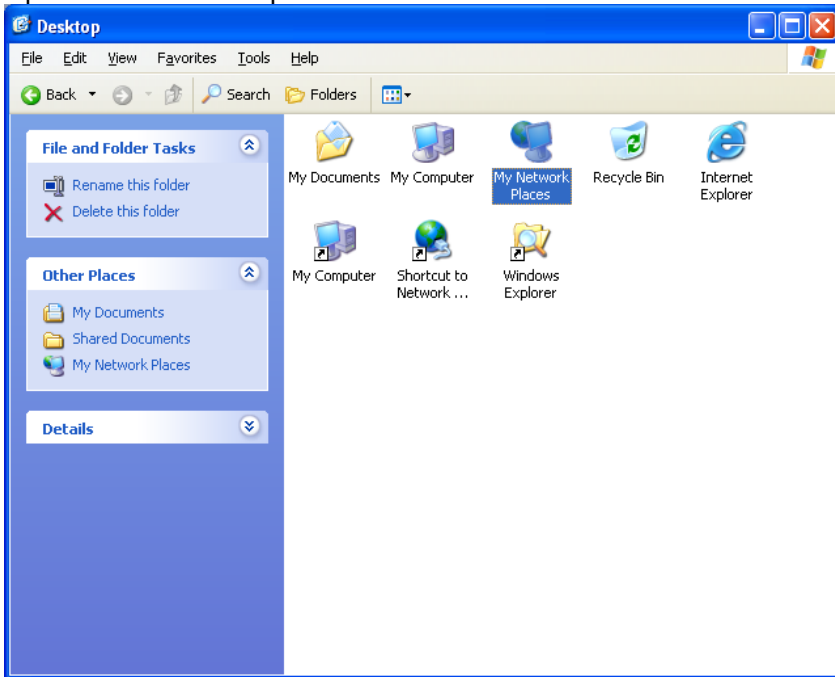 Desktop
File Edit View Favorites Tools Help
Back Search Folders
File and Folder Tasks
Rename this folder
Delete this folder
Other Places
My Documents
Shared Documents
My Network Places
Details
My Documents My Computer My Network Recycle Bin Internet
Places Explorer
My Computer Shortcut to Windows
Network ... Explorer